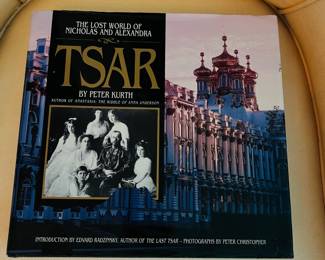 THE LOST WORLD OF
NICHOLAS AND ALEXANDRA
TSAR
BY PETER KURTH
AUTHOR OF ANASTASIA: THE RIDDLE OF ANNA ANDERSON
INTRODUCTION BY EDVARD RADZINSKY, AUTHOR OF THE LAST TSAR • PHOTOGRAPHS BY PETER CHRISTOPHER